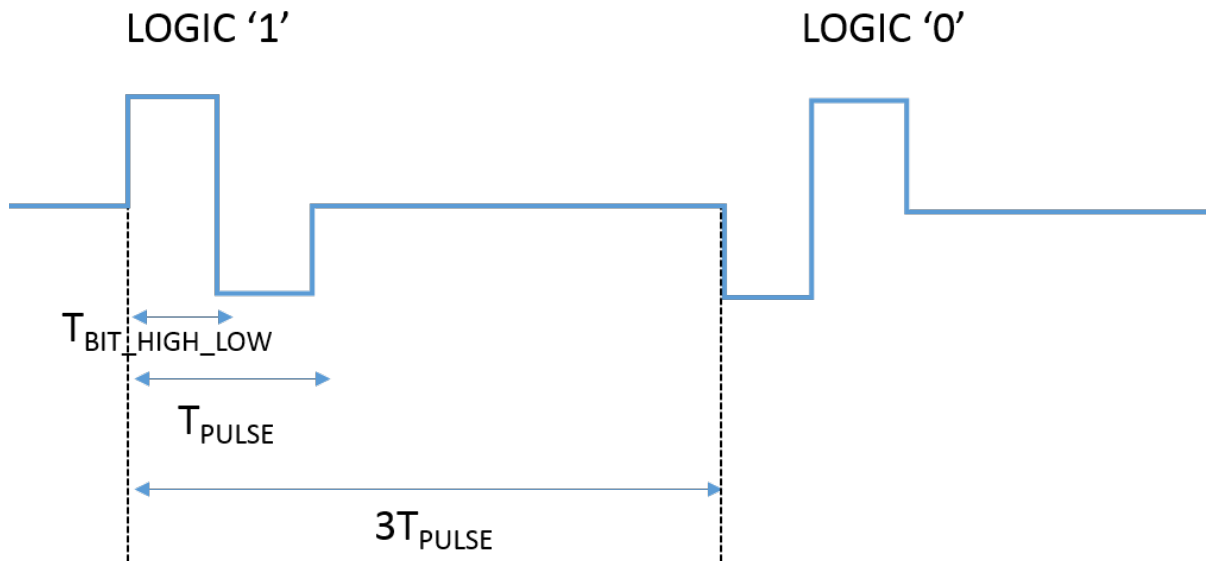 LOGIC ‘1’
LOGIC ‘0’
TBIT_HIGH_LOW
TPULSE
3TPULSE